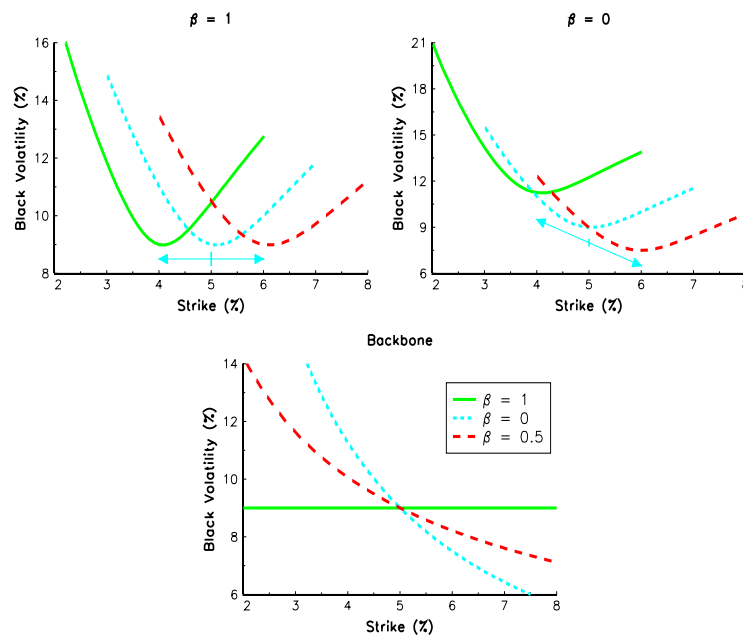 β = 1
16
14
12
10
8
Black Volatility (%)
2 3 4 5 6 7 8
Strike (%)
β = 0
21
18
15
12
9
6
Black Volatility (%)
2 3 4 5 6 7 8
Strike (%)
Backbone
14
12
10
8
6
Black Volatility (%)
2 3 4 5 6 7 8
Strike (%)
β = 1
β = 0
β = 0.5